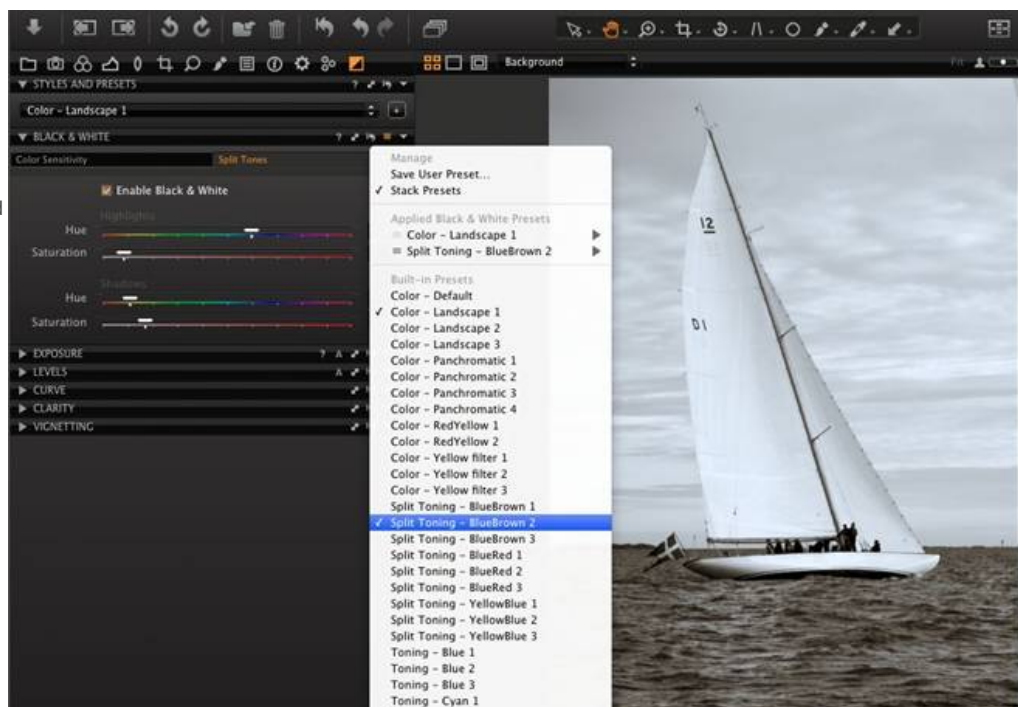 Background
Fit
STYLES AND PRESETS
?
Color – Landscape 1
+
BLACK & WHITE
?
Color Sensitivity
Split Tones
Enable Black & White
Highlights
Hue
Saturation
Shadows
Hue
Saturation
EXPOSURE
? A
LEVELS
A
CURVE
CLARITY
VIGNETTING
Manage
Save User Preset...
✓ Stack Presets
Applied Black & White Presets
Color – Landscape 1
Split Toning – BlueBrown 2
Built-in Presets
Color – Default
✓ Color – Landscape 1
Color – Landscape 2
Color – Landscape 3
Color – Panchromatic 1
Color – Panchromatic 2
Color – Panchromatic 3
Color – Panchromatic 4
Color – RedYellow 1
Color – RedYellow 2
Color – Yellow filter 1
Color – Yellow filter 2
Color – Yellow filter 3
Split Toning – BlueBrown 1
✓ Split Toning – BlueBrown 2
Split Toning – BlueBrown 3
Split Toning – BlueRed 1
Split Toning – BlueRed 2
Split Toning – BlueRed 3
Split Toning – YellowBlue 1
Split Toning – YellowBlue 2
Split Toning – YellowBlue 3
Toning – Blue 1
Toning – Blue 2
Toning – Blue 3
Toning – Cyan 1
12
D1